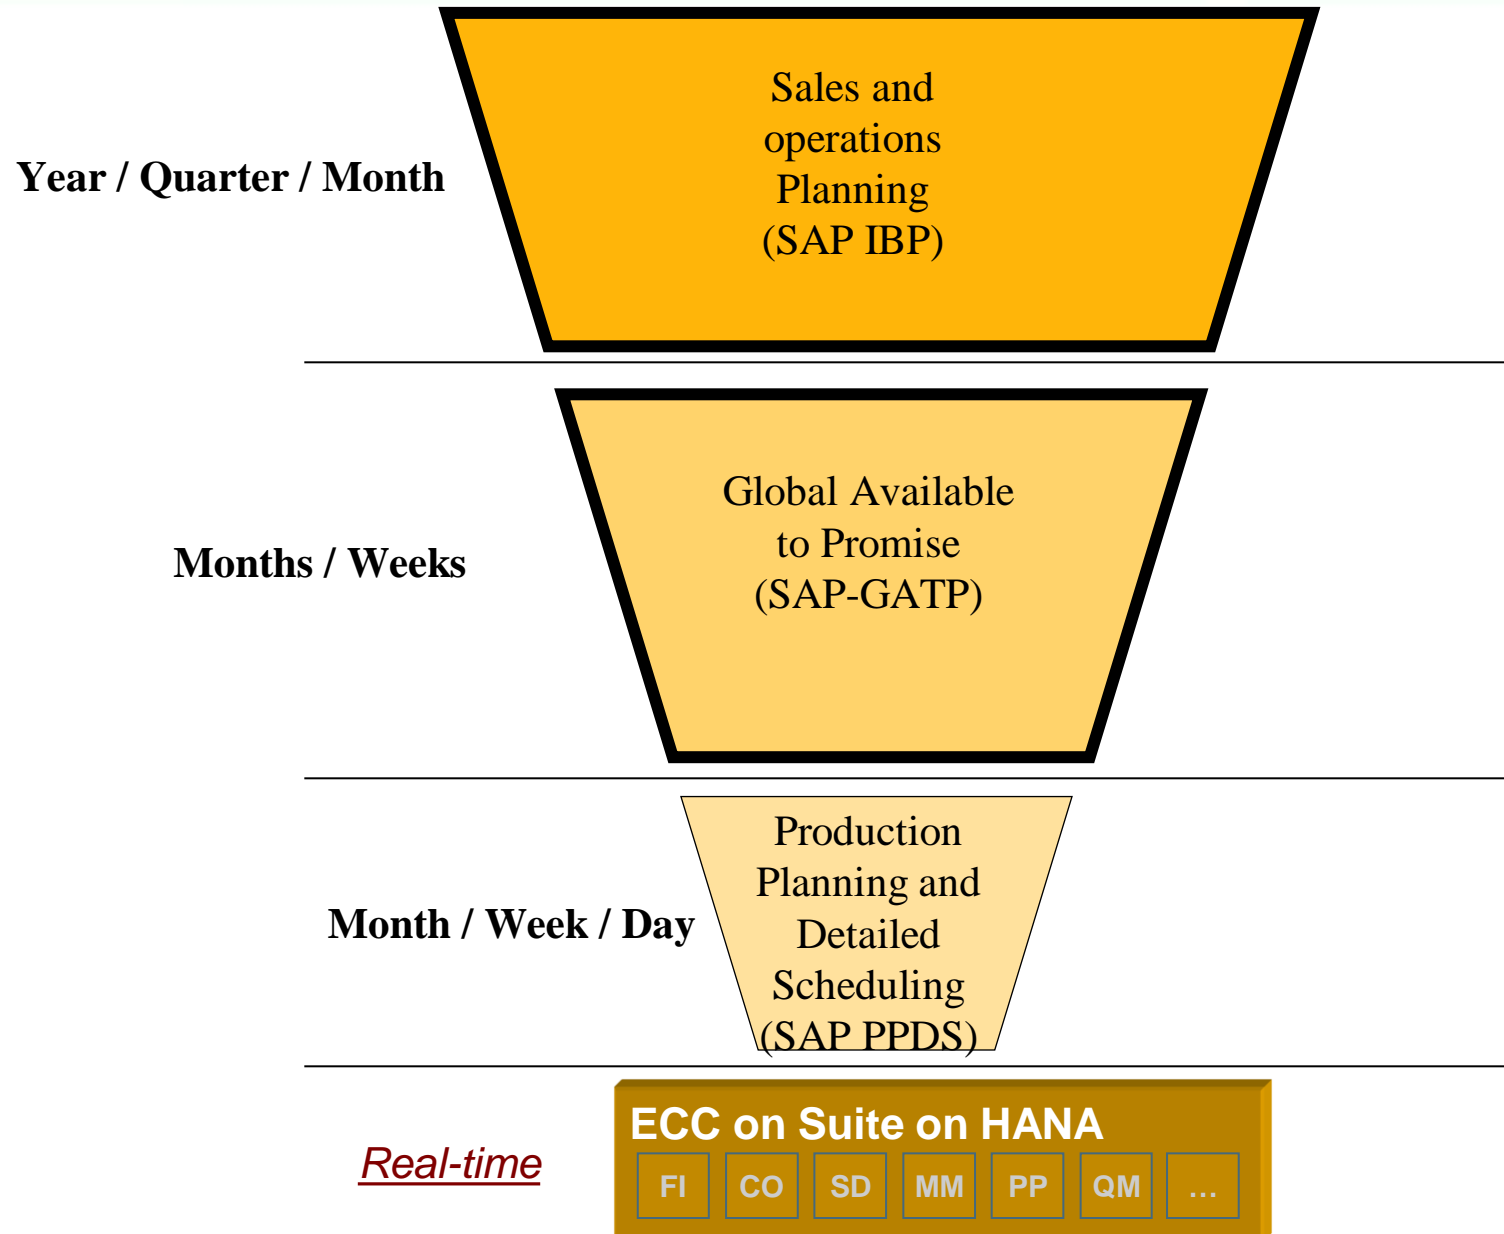 Sales and
operations
Planning
(SAP IBP)
Year / Quarter / Month
Global Available
to Promise
(SAP-GATP)
Months / Weeks
Production
Planning and
Detailed
Scheduling
(SAP PPDS)
Month / Week / Day
ECC on Suite on HANA
Real-time
FI CO SD MM PP QM ...